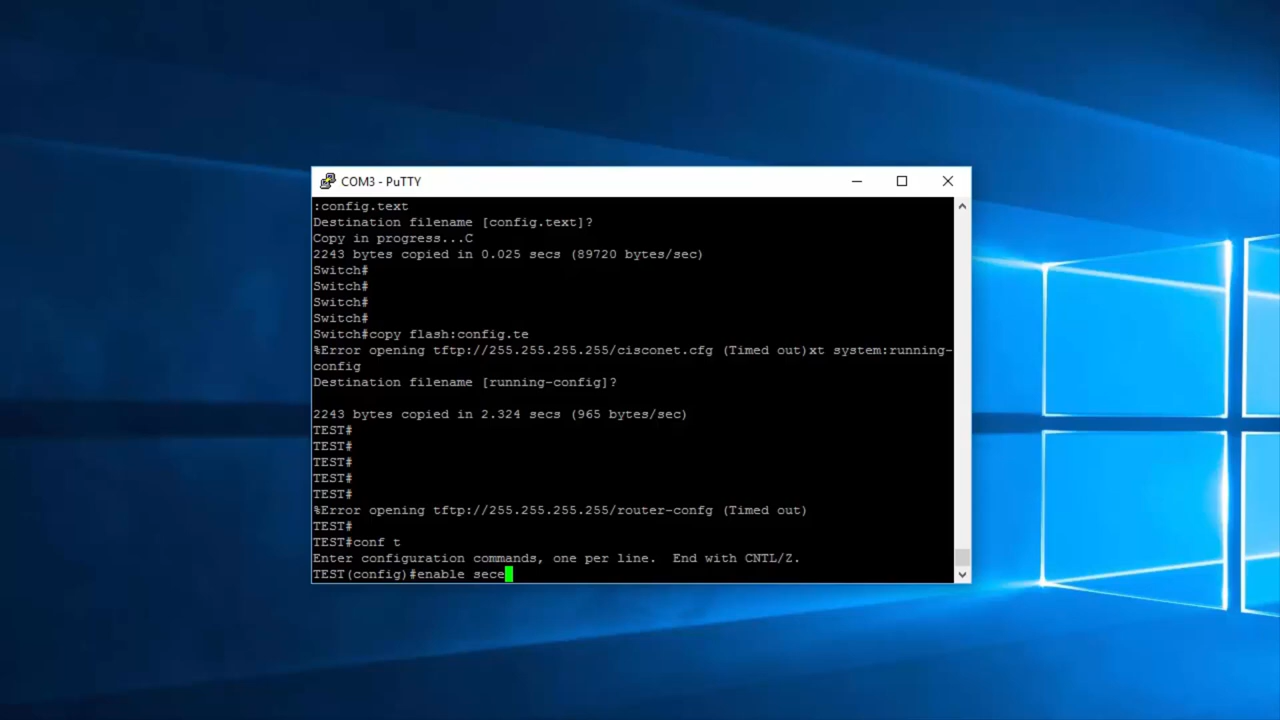 COM3 - PuTTY
:config.text
Destination filename [config.text]?
Copy in progress...C
2243 bytes copied in 0.025 secs (89720 bytes/sec)
Switch#
Switch#
Switch#
Switch#
Switch#copy flash:config.te
%Error opening tftp://255.255.255.255/cisconet.cfg (Timed out)xt system:running-
config
Destination filename [running-config]?
2243 bytes copied in 2.324 secs (965 bytes/sec)
TEST#
TEST#
TEST#
TEST#
TEST#
%Error opening tftp://255.255.255.255/router-confg (Timed out)
TEST#
TEST#conf t
Enter configuration commands, one per line.  End with CNTL/Z.
TEST(config)#enable sece